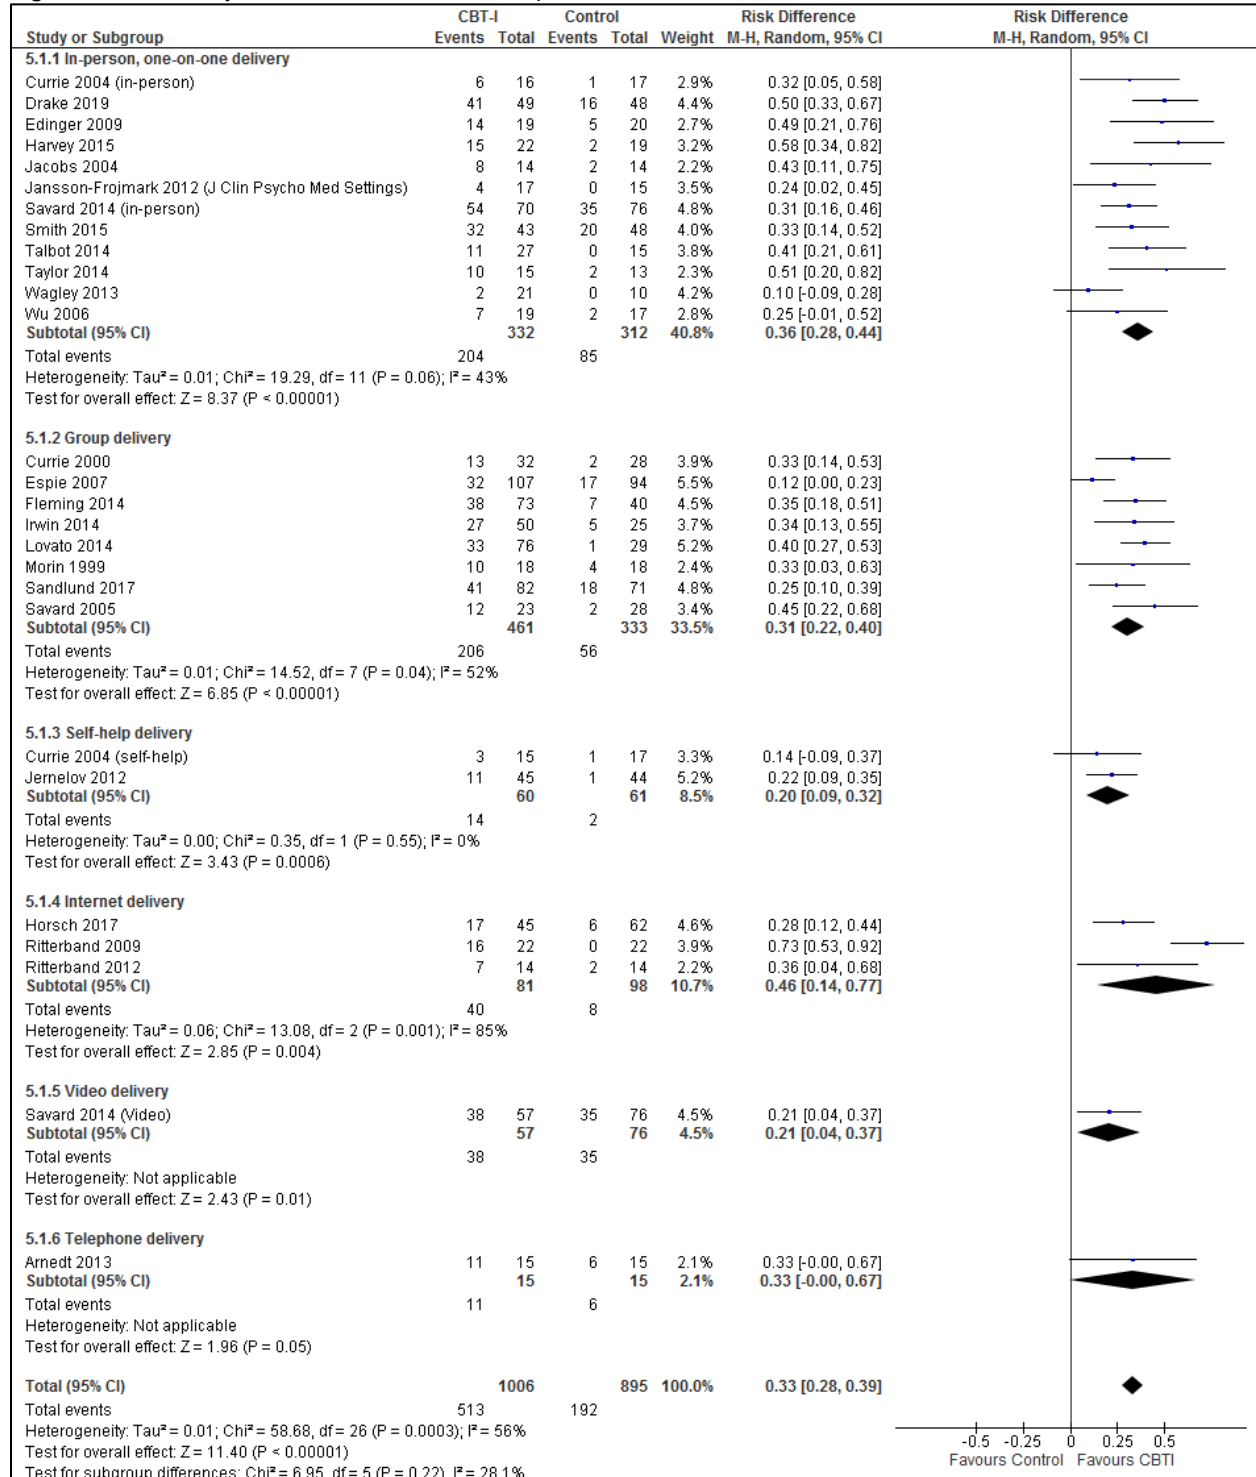 CBT-I Control Risk Difference Risk Difference
Study or Subgroup Events Total Events Total Weight M-H, Random, 95% CI M-H, Random, 95% CI
5.1.1 In-person, one-on-one delivery
Currie 2004 (in-person) 6 16 1 17 2.9% 0.32 [0.05, 0.58]
Drake 2019 41 49 16 48 4.4% 0.50 [0.33, 0.67]
Edinger 2009 14 19 5 20 2.7% 0.49 [0.21, 0.76]
Harvey 2015 15 22 2 19 3.2% 0.58 [0.34, 0.82]
Jacobs 2004 8 14 2 14 2.4% 0.43 [0.11, 0.75]
Jansson-Frojmark 2012 (J Clin Psycho Med Settings) 4 17 0 15 3.5% 0.24 [0.02, 0.45]
Savard 2014 (in-person) 54 70 35 76 4.8% 0.31 [0.16, 0.46]
Smith 2015 32 43 20 48 4.0% 0.33 [0.14, 0.52]
Talbot 2014 11 27 0 15 3.8% 0.41 [0.21, 0.61]
Taylor 2014 10 15 2 13 2.3% 0.51 [0.20, 0.82]
Wagley 2013 2 21 0 10 4.2% 0.10 [-0.09, 0.28]
Wu 2006 7 19 2 17 2.8% 0.25 [-0.01, 0.52]
Subtotal (95% CI) 332 312 40.8% 0.36 [0.28, 0.44]
Total events 204 85
Heterogeneity: Tau² = 0.01; Chi² = 19.29, df = 11 (P = 0.06); I² = 43%
Test for overall effect: Z = 8.37 (P < 0.00001)
5.1.2 Group delivery
Currie 2000 13 32 2 28 3.9% 0.33 [0.14, 0.53]
Espie 2007 32 107 17 94 5.5% 0.12 [0.00, 0.23]
Fleming 2014 38 73 7 40 4.5% 0.35 [0.18, 0.51]
Irwin 2014 27 50 5 25 3.7% 0.34 [0.13, 0.55]
Lovato 2014 33 76 1 29 5.2% 0.40 [0.27, 0.53]
Morin 1999 10 18 4 18 2.4% 0.33 [0.03, 0.63]
Sandlund 2017 41 82 18 71 4.8% 0.25 [0.10, 0.39]
Savard 2005 12 23 2 28 3.4% 0.45 [0.22, 0.68]
Subtotal (95% CI) 461 333 33.5% 0.31 [0.22, 0.40]
Total events 206 56
Heterogeneity: Tau² = 0.01; Chi² = 14.52, df = 7 (P = 0.04); I² = 52%
Test for overall effect: Z = 6.85 (P < 0.00001)
5.1.3 Self-help delivery
Currie 2004 (self-help) 3 15 1 17 3.3% 0.14 [-0.09, 0.37]
Jernelov 2012 11 45 1 44 5.2% 0.22 [0.09, 0.35]
Subtotal (95% CI) 60 61 8.5% 0.20 [0.09, 0.32]
Total events 14 2
Heterogeneity: Tau² = 0.00; Chi² = 0.35, df = 1 (P = 0.55); I² = 0%
Test for overall effect: Z = 3.43 (P = 0.0006)
5.1.4 Internet delivery
Horsch 2017 17 45 6 62 4.6% 0.28 [0.12, 0.44]
Ritterband 2009 16 22 0 22 3.9% 0.73 [0.53, 0.92]
Ritterband 2012 7 14 2 14 2.2% 0.36 [0.04, 0.68]
Subtotal (95% CI) 81 98 10.7% 0.46 [0.14, 0.77]
Total events 40 8
Heterogeneity: Tau² = 0.06; Chi² = 13.08, df = 2 (P = 0.001); I² = 85%
Test for overall effect: Z = 2.85 (P = 0.004)
5.1.5 Video delivery
Savard 2014 (Video) 38 57 35 76 4.5% 0.21 [0.04, 0.37]
Subtotal (95% CI) 57 76 4.5% 0.21 [0.04, 0.37]
Total events 38 35
Heterogeneity: Not applicable
Test for overall effect: Z = 2.43 (P = 0.01)
5.1.6 Telephone delivery
Arnedt 2013 11 15 6 15 2.1% 0.33 [-0.00, 0.67]
Subtotal (95% CI) 15 15 2.1% 0.33 [-0.00, 0.67]
Total events 11 6
Heterogeneity: Not applicable
Test for overall effect: Z = 1.96 (P = 0.05)
Total (95% CI) 1006 895 100.0% 0.33 [0.28, 0.39]
Total events 513 192
Heterogeneity: Tau² = 0.01; Chi² = 58.68, df = 26 (P = 0.0003); I² = 56%
Test for overall effect: Z = 11.40 (P < 0.00001)
Test for subgroup differences: Chi² = 6.95, df = 5 (P = 0.22), I² = 28.1%
-0.5 -0.25 0 0.25 0.5
Favours Control Favours CBTI